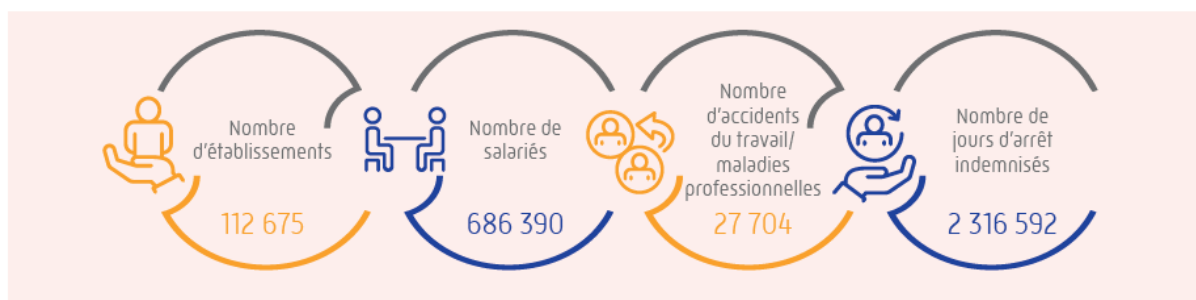 Nombre
d'établissements
112 675
Nombre de
salariés
686 390
Nombre
d'accidents
du travail/
maladies
professionnelles
27 704
Nombre de
jours d'arrêt
indemnisés
2 316 592